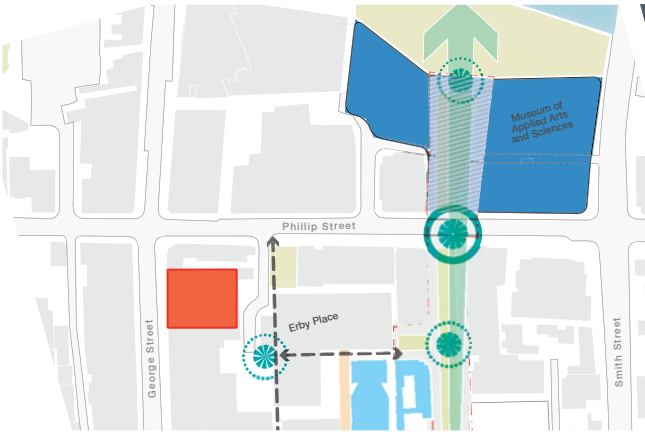 Museum of
Applied Arts
and Sciences
Phillip Street
Erby Place
George Street
Smith Street